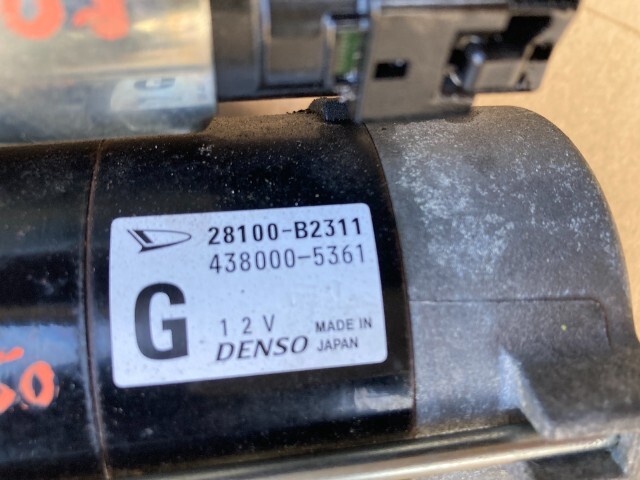 28100-B2311
438000-5361
G
12V
MADE IN
DENSO JAPAN